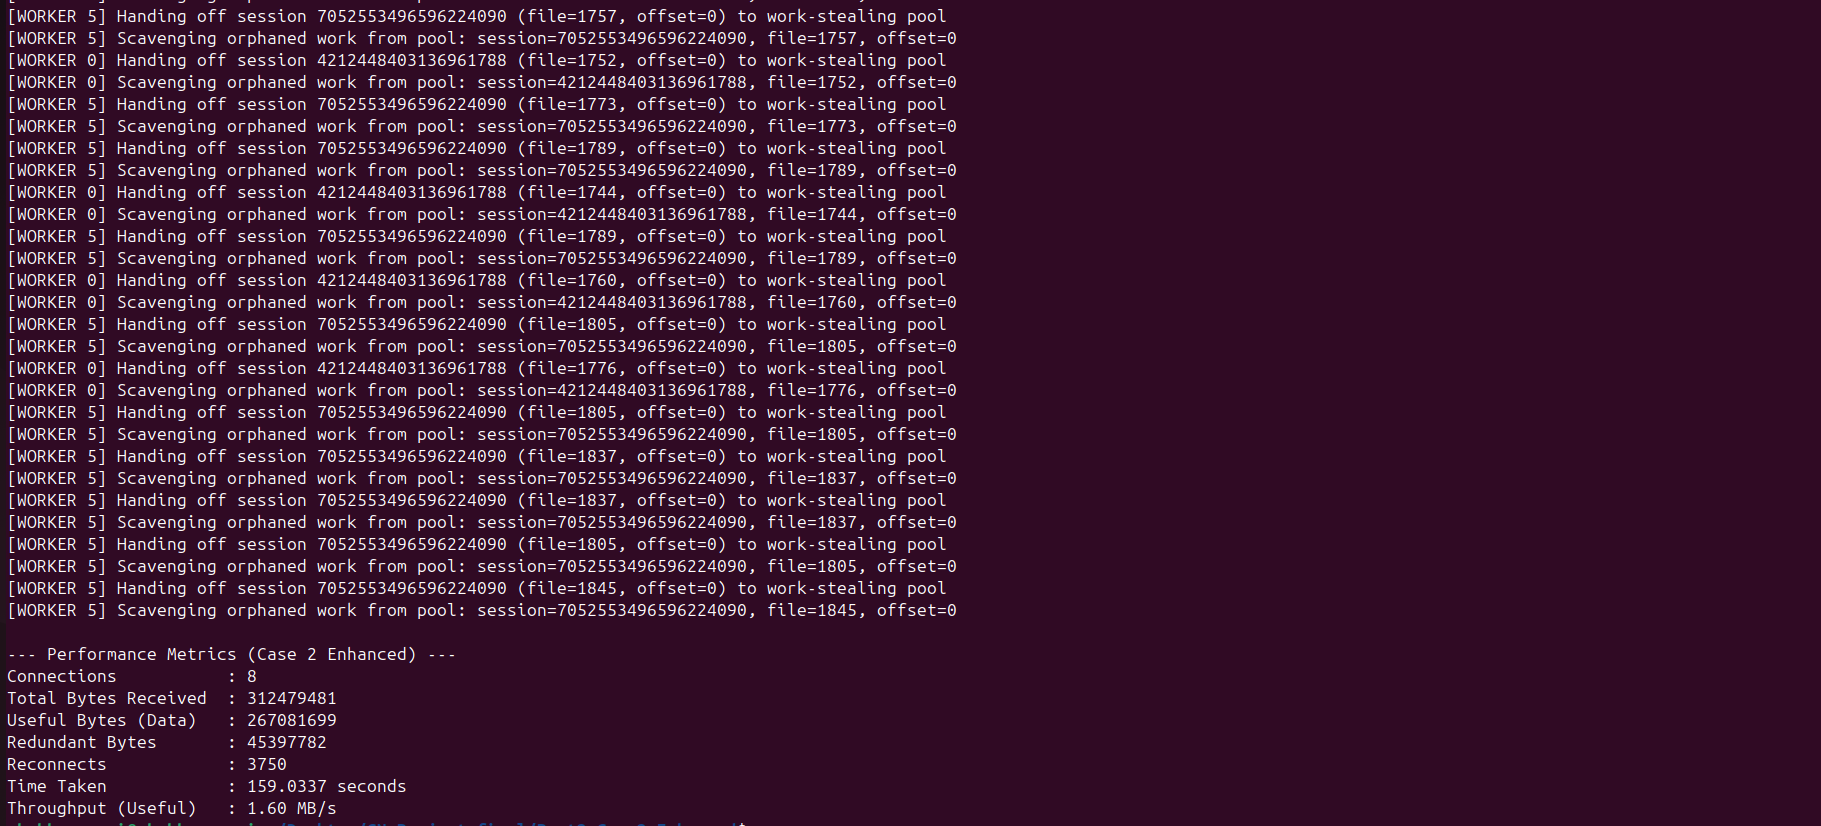 [WORKER 5] Handing off session 7052553496596224090 (file=1757, offset=0) to work-stealing pool
[WORKER 5] Scavenging orphaned work from pool: session=7052553496596224090, file=1757, offset=0
[WORKER 0] Handing off session 4212448403136961788 (file=1752, offset=0) to work-stealing pool
[WORKER 0] Scavenging orphaned work from pool: session=4212448403136961788, file=1752, offset=0
[WORKER 5] Handing off session 7052553496596224090 (file=1773, offset=0) to work-stealing pool
[WORKER 5] Scavenging orphaned work from pool: session=7052553496596224090, file=1773, offset=0
[WORKER 5] Handing off session 7052553496596224090 (file=1789, offset=0) to work-stealing pool
[WORKER 5] Scavenging orphaned work from pool: session=7052553496596224090, file=1789, offset=0
[WORKER 0] Handing off session 4212448403136961788 (file=1744, offset=0) to work-stealing pool
[WORKER 0] Scavenging orphaned work from pool: session=4212448403136961788, file=1744, offset=0
[WORKER 5] Handing off session 7052553496596224090 (file=1789, offset=0) to work-stealing pool
[WORKER 5] Scavenging orphaned work from pool: session=7052553496596224090, file=1789, offset=0
[WORKER 0] Handing off session 4212448403136961788 (file=1760, offset=0) to work-stealing pool
[WORKER 0] Scavenging orphaned work from pool: session=4212448403136961788, file=1760, offset=0
[WORKER 5] Handing off session 7052553496596224090 (file=1805, offset=0) to work-stealing pool
[WORKER 5] Scavenging orphaned work from pool: session=7052553496596224090, file=1805, offset=0
[WORKER 0] Handing off session 4212448403136961788 (file=1776, offset=0) to work-stealing pool
[WORKER 0] Scavenging orphaned work from pool: session=4212448403136961788, file=1776, offset=0
[WORKER 5] Handing off session 7052553496596224090 (file=1805, offset=0) to work-stealing pool
[WORKER 5] Scavenging orphaned work from pool: session=7052553496596224090, file=1805, offset=0
[WORKER 5] Handing off session 7052553496596224090 (file=1837, offset=0) to work-stealing pool
[WORKER 5] Scavenging orphaned work from pool: session=7052553496596224090, file=1837, offset=0
[WORKER 5] Handing off session 7052553496596224090 (file=1837, offset=0) to work-stealing pool
[WORKER 5] Scavenging orphaned work from pool: session=7052553496596224090, file=1837, offset=0
[WORKER 5] Handing off session 7052553496596224090 (file=1805, offset=0) to work-stealing pool
[WORKER 5] Scavenging orphaned work from pool: session=7052553496596224090, file=1805, offset=0
[WORKER 5] Handing off session 7052553496596224090 (file=1845, offset=0) to work-stealing pool
[WORKER 5] Scavenging orphaned work from pool: session=7052553496596224090, file=1845, offset=0
--- Performance Metrics (Case 2 Enhanced) ---
Connections : 8
Total Bytes Received : 312479481
Useful Bytes (Data) : 267081699
Redundant Bytes : 45397782
Reconnects : 3750
Time Taken : 159.0337 seconds
Throughput (Useful) : 1.60 MB/s